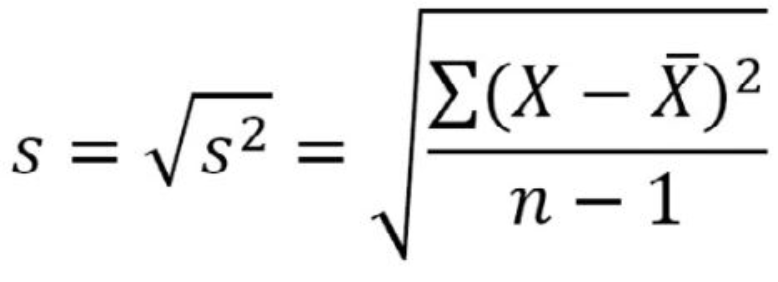 s = √s² = √(∑(X − X̄)² / (n − 1))